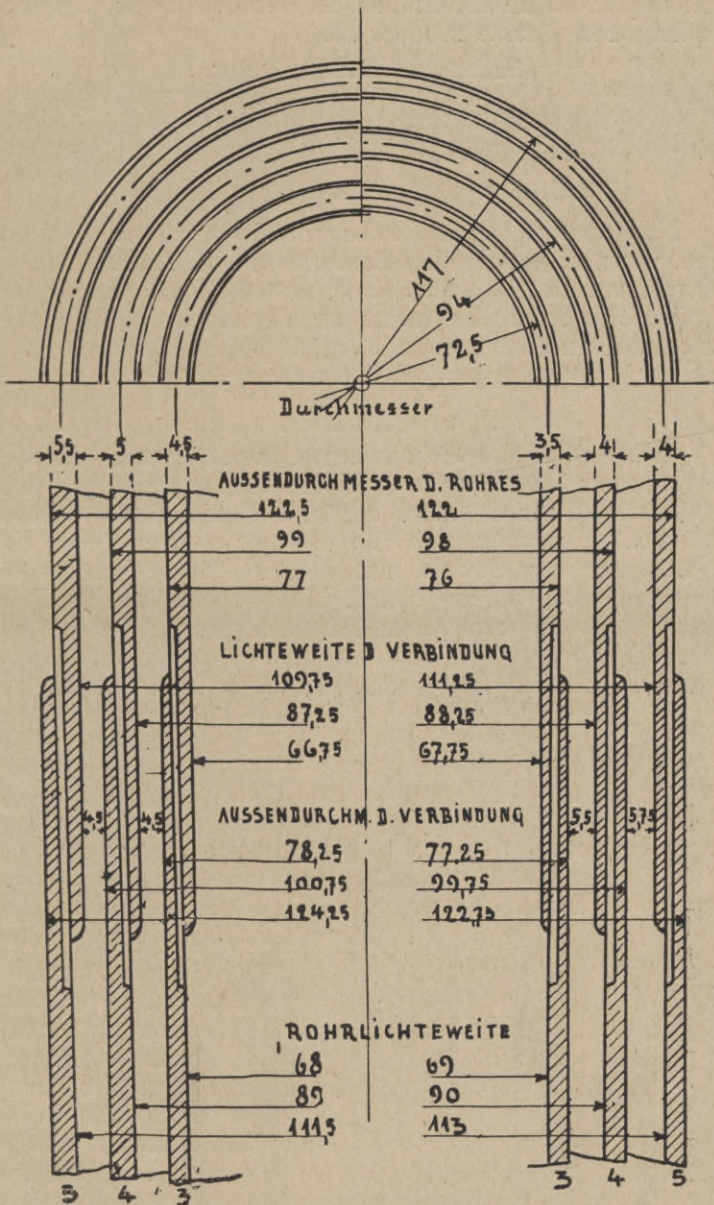 117
94
72,5
Durchmesser
5,5 5 4,5 3,5 4 4
AUSSENDURCHMESSER D. ROHRES
122,5 122
99 98
77 76
LICHTEWEITE D VERBINDUNG
109,75 111,25
87,25 88,25
66,75 67,75
4,5 4,5 5,5 5,75
AUSSENDURCHM. D. VERBINDUNG
78,25 77,25
100,75 99,75
124,25 122,75
ROHRLICHTEWEITE
68 69
89 90
111,5 113
3 4 3 3 4 5